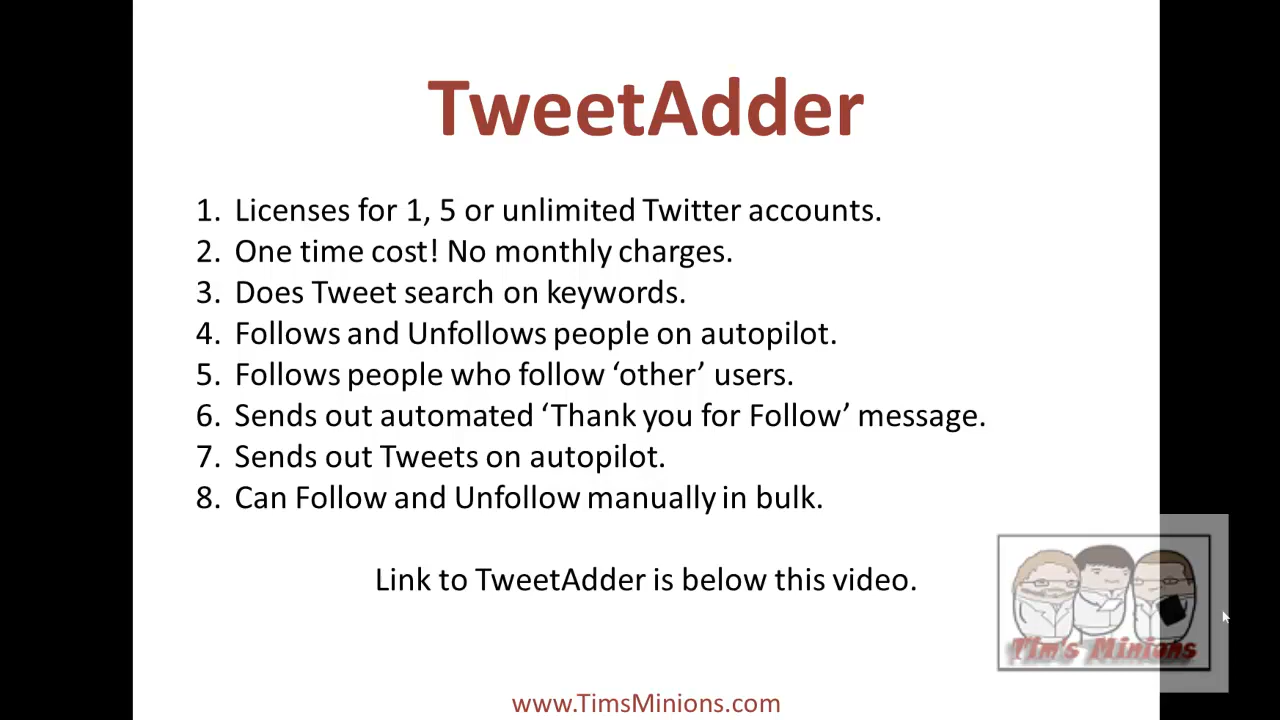 TweetAdder
1. Licenses for 1, 5 or unlimited Twitter accounts.
2. One time cost! No monthly charges.
3. Does Tweet search on keywords.
4. Follows and Unfollows people on autopilot.
5. Follows people who follow ‘other’ users.
6. Sends out automated ‘Thank you for Follow’ message.
7. Sends out Tweets on autopilot.
8. Can Follow and Unfollow manually in bulk.
Link to TweetAdder is below this video.
Tim's Minions
www.TimsMinions.com